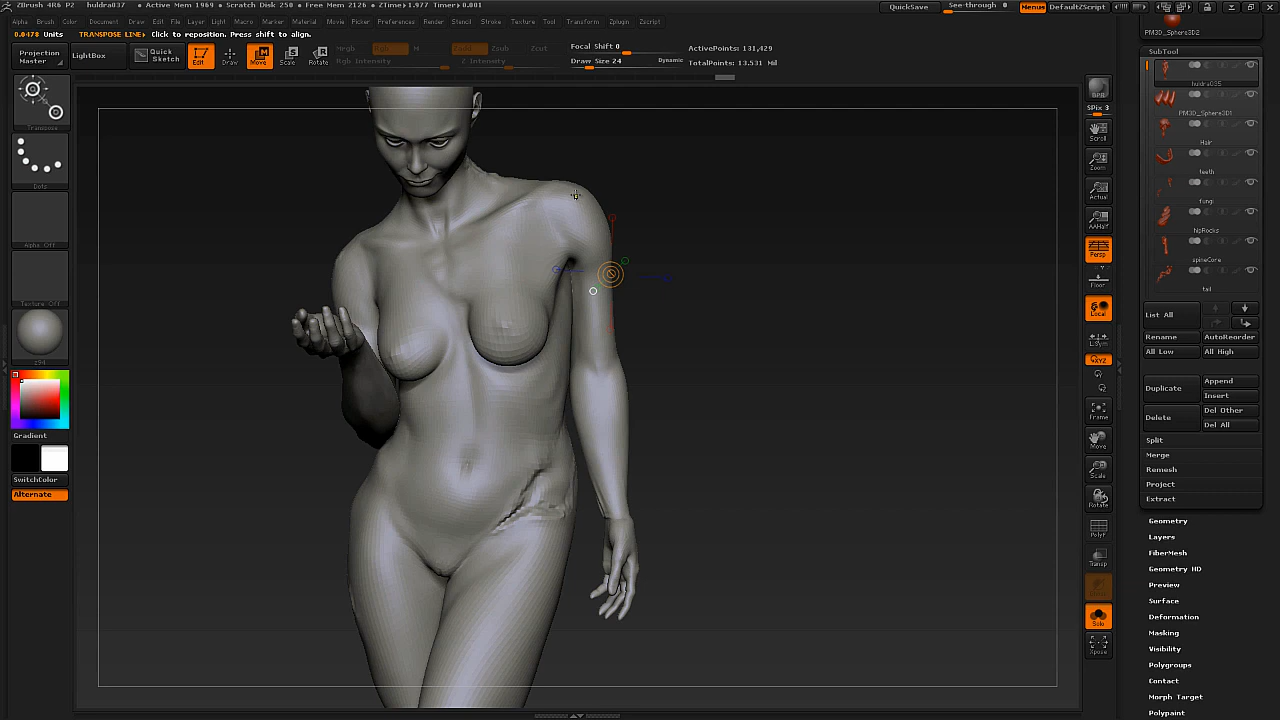 ZBrush 4R6 P2 huldra037 • Active Mem 1969 • Scratch Disk 250 • Free Mem 2126 • ZTime▸1.977 Timer▸0.001 QuickSave See-through 0 Menus DefaultZScript
Alpha Brush Color Document Draw Edit File Layer Light Macro Marker Material Movie Picker Preferences Render Stencil Stroke Texture Tool Transform Zplugin Zscript
0.0478 Units TRANSPOSE LINE▸ Click to reposition. Press shift to align.
PM3D_Sphere3D2
Projection Master
LightBox
Quick Sketch
Edit Draw Move Scale Rotate
Mrgb Rgb M Zadd Zsub Zcut
Rgb Intensity Z Intensity
Focal Shift 0
Draw Size 24 Dynamic
ActivePoints: 131,429
TotalPoints: 13.531 Mil
Transpose
Dots
Alpha Off
Texture Off
Gradient
SwitchColor
Alternate
BPR
SPix 3
Scroll
Zoom
Actual
AAHalf
Persp
Floor
Local
L.Sym
XYZ
Frame
Move
Scale
Rotate
PolyF
Transp
Solo
Xpose
SubTool
huldra035
PM3D_Sphere3D1
Hair
teeth
fungi
hipRocks
spineCore
tail
List All
Rename AutoReorder
All Low All High
Duplicate Append
Insert
Delete Del Other
Del All
Split
Merge
Remesh
Project
Extract
Geometry
Layers
FiberMesh
Geometry HD
Preview
Surface
Deformation
Masking
Visibility
Polygroups
Contact
Morph Target
Polypaint